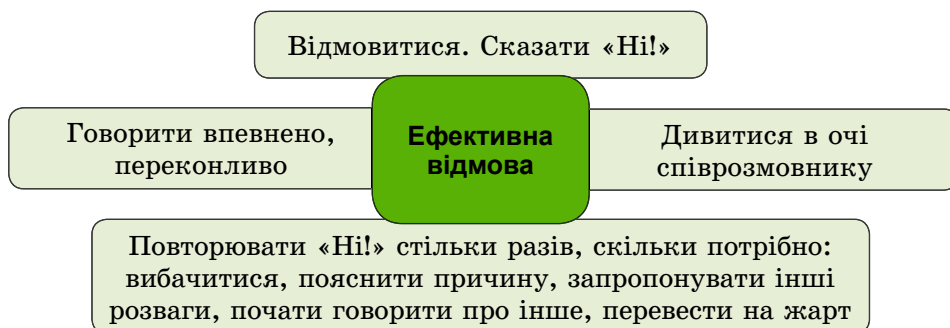 Відмовитися. Сказати «Ні!»
Говорити впевнено,
переконливо
Ефективна
відмова
Дивитися в очі
співрозмовнику
Повторювати «Ні!» стільки разів, скільки потрібно:
вибачитися, пояснити причину, запропонувати інші
розваги, почати говорити про інше, перевести на жарт